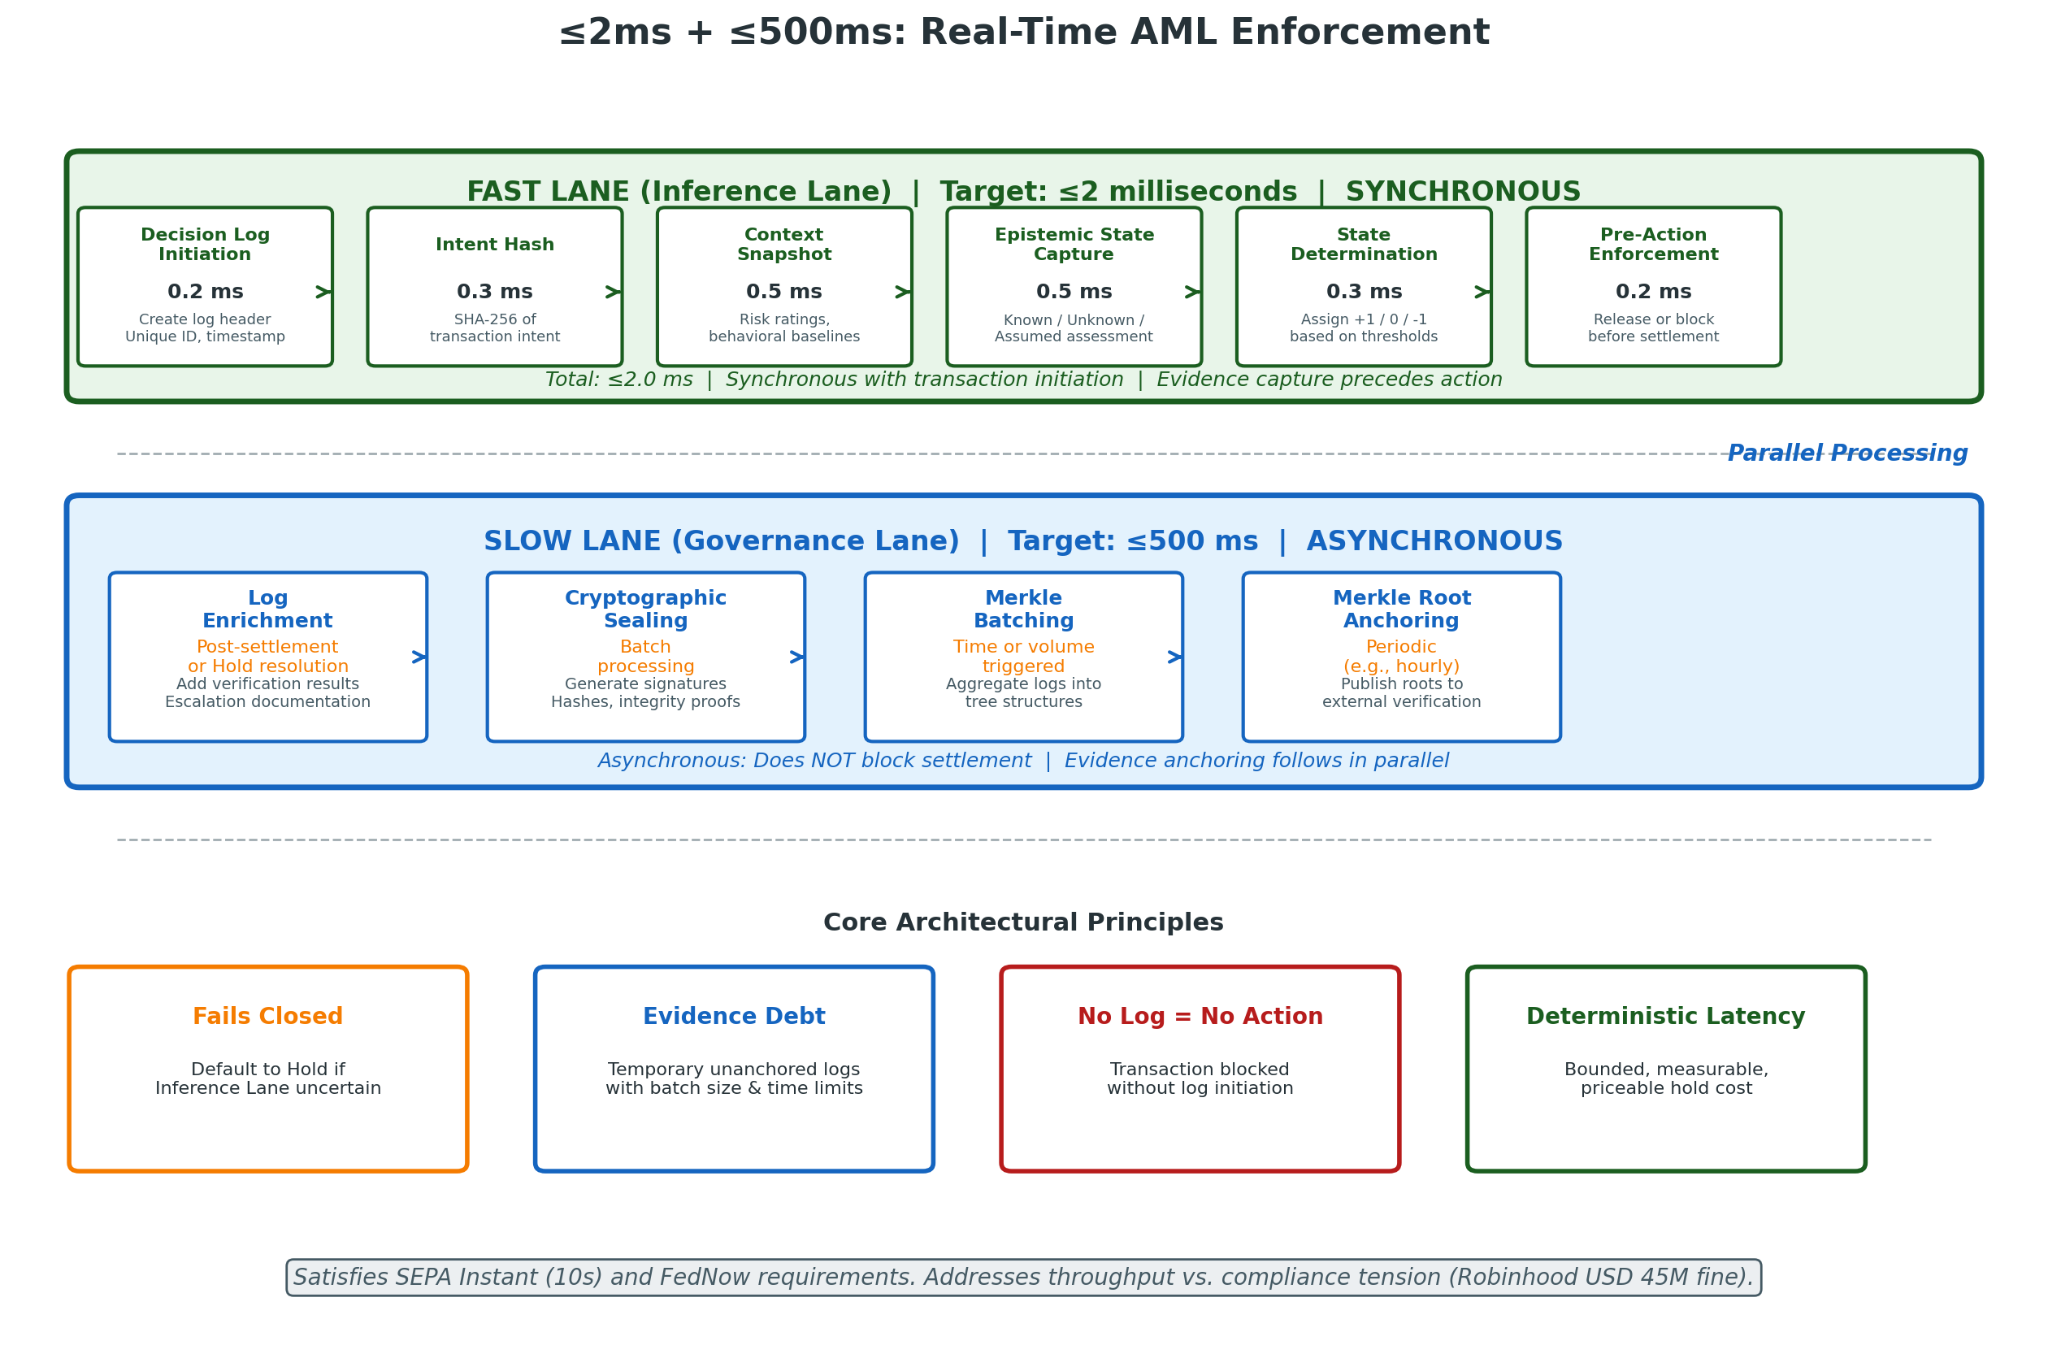 ≤2ms + ≤500ms: Real-Time AML Enforcement
FAST LANE (Inference Lane) | Target: ≤2 milliseconds | SYNCHRONOUS
Decision Log
Initiation
0.2 ms
Create log header
Unique ID, timestamp
Intent Hash
0.3 ms
SHA-256 of
transaction intent
Context
Snapshot
0.5 ms
Risk ratings,
behavioral baselines
Epistemic State
Capture
0.5 ms
Known / Unknown /
Assumed assessment
State
Determination
0.3 ms
Assign +1 / 0 / -1
based on thresholds
Pre-Action
Enforcement
0.2 ms
Release or block
before settlement
Total: ≤2.0 ms | Synchronous with transaction initiation | Evidence capture precedes action
Parallel Processing
SLOW LANE (Governance Lane) | Target: ≤500 ms | ASYNCHRONOUS
Log
Enrichment
Post-settlement
or Hold resolution
Add verification results
Escalation documentation
Cryptographic
Sealing
Batch
processing
Generate signatures
Hashes, integrity proofs
Merkle
Batching
Time or volume
triggered
Aggregate logs into
tree structures
Merkle Root
Anchoring
Periodic
(e.g., hourly)
Publish roots to
external verification
Asynchronous: Does NOT block settlement | Evidence anchoring follows in parallel
Core Architectural Principles
Fails Closed
Default to Hold if
Inference Lane uncertain
Evidence Debt
Temporary unanchored logs
with batch size & time limits
No Log = No Action
Transaction blocked
without log initiation
Deterministic Latency
Bounded, measurable,
priceable hold cost
Satisfies SEPA Instant (10s) and FedNow requirements. Addresses throughput vs. compliance tension (Robinhood USD 45M fine).